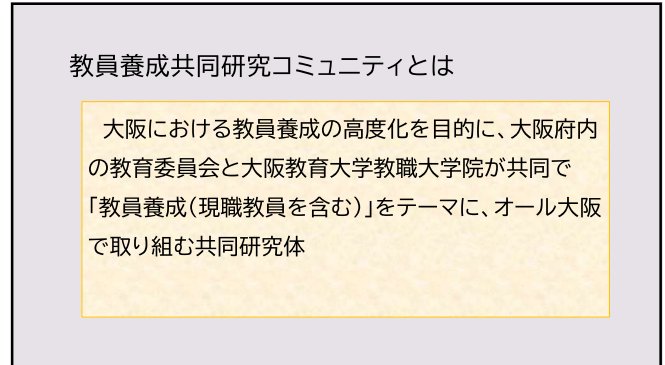 教員養成共同研究コミュニティとは
大阪における教員養成の高度化を目的に、大阪府内
の教育委員会と大阪教育大学教職大学院が共同で
「教員養成(現職教員を含む)」をテーマに、オール大阪
で取り組む共同研究体